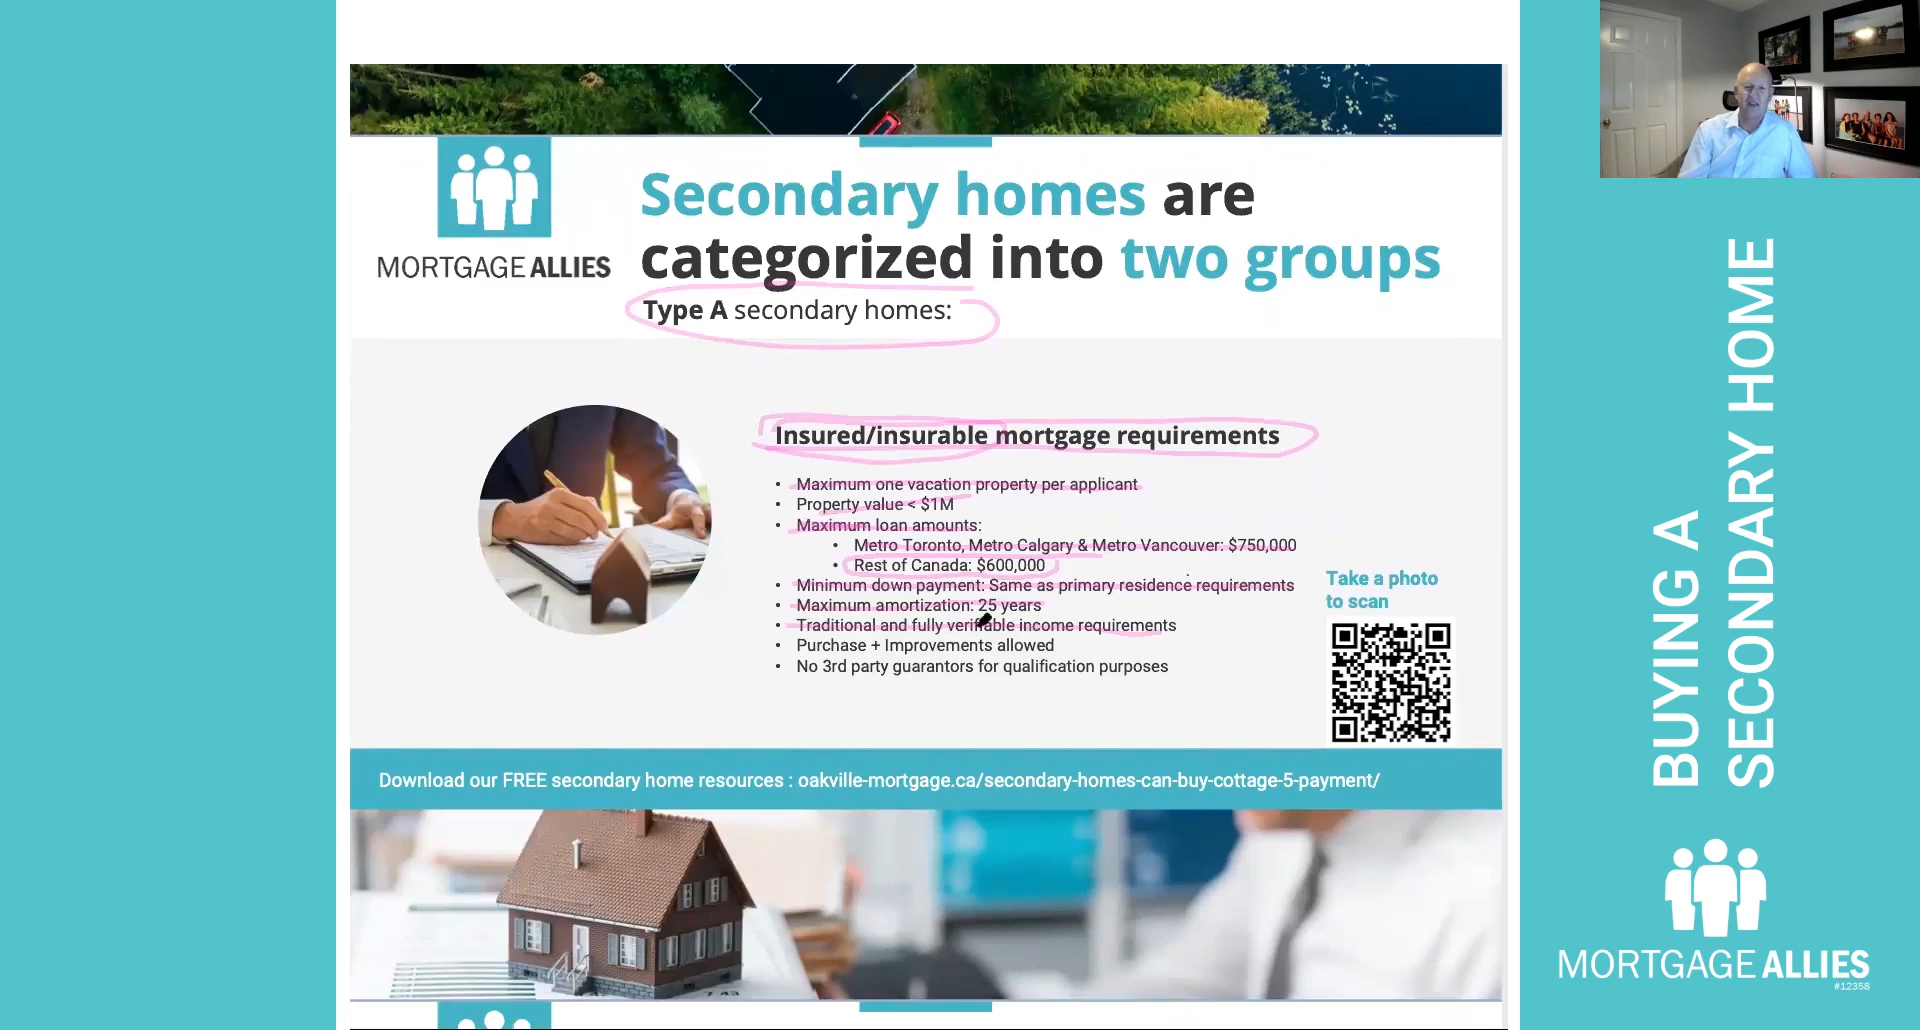 Secondary homes are
categorized into two groups
MORTGAGE ALLIES
Type A secondary homes:
Insured/insurable mortgage requirements
• Maximum one vacation property per applicant
• Property value < $1M
• Maximum loan amounts:
• Metro Toronto, Metro Calgary & Metro Vancouver: $750,000
• Rest of Canada: $600,000
• Minimum down payment: Same as primary residence requirements
• Maximum amortization: 25 years
• Traditional and fully verifiable income requirements
• Purchase + Improvements allowed
• No 3rd party guarantors for qualification purposes
Take a photo
to scan
Download our FREE secondary home resources : oakville-mortgage.ca/secondary-homes-can-buy-cottage-5-payment/
BUYING A
SECONDARY HOME
MORTGAGE ALLIES
#12358